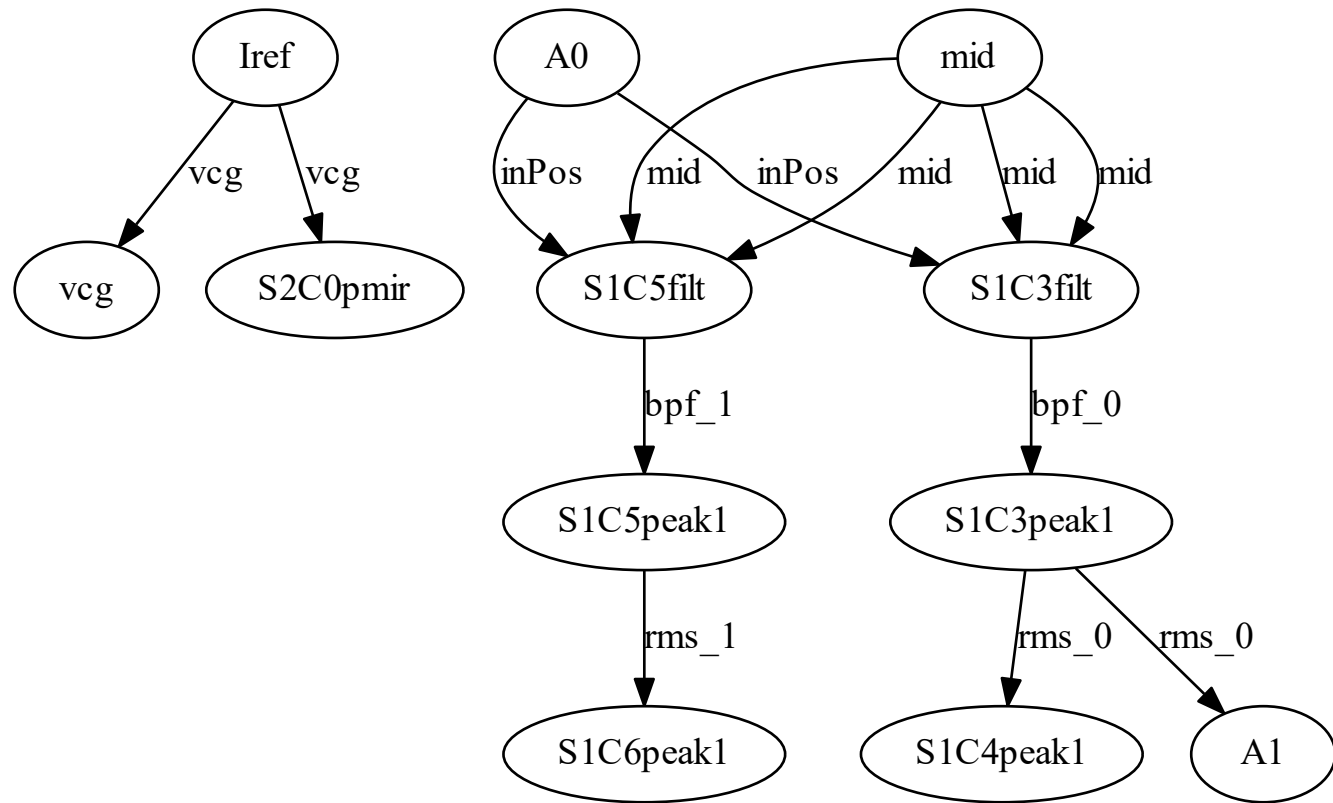 Iref
A0
mid
vcg
vcg
inPos
mid
inPos
mid
mid
mid
vcg
S2C0pmir
S1C5filt
S1C3filt
bpf_1
bpf_0
S1C5peak1
S1C3peak1
rms_1
rms_0
rms_0
S1C6peak1
S1C4peak1
A1